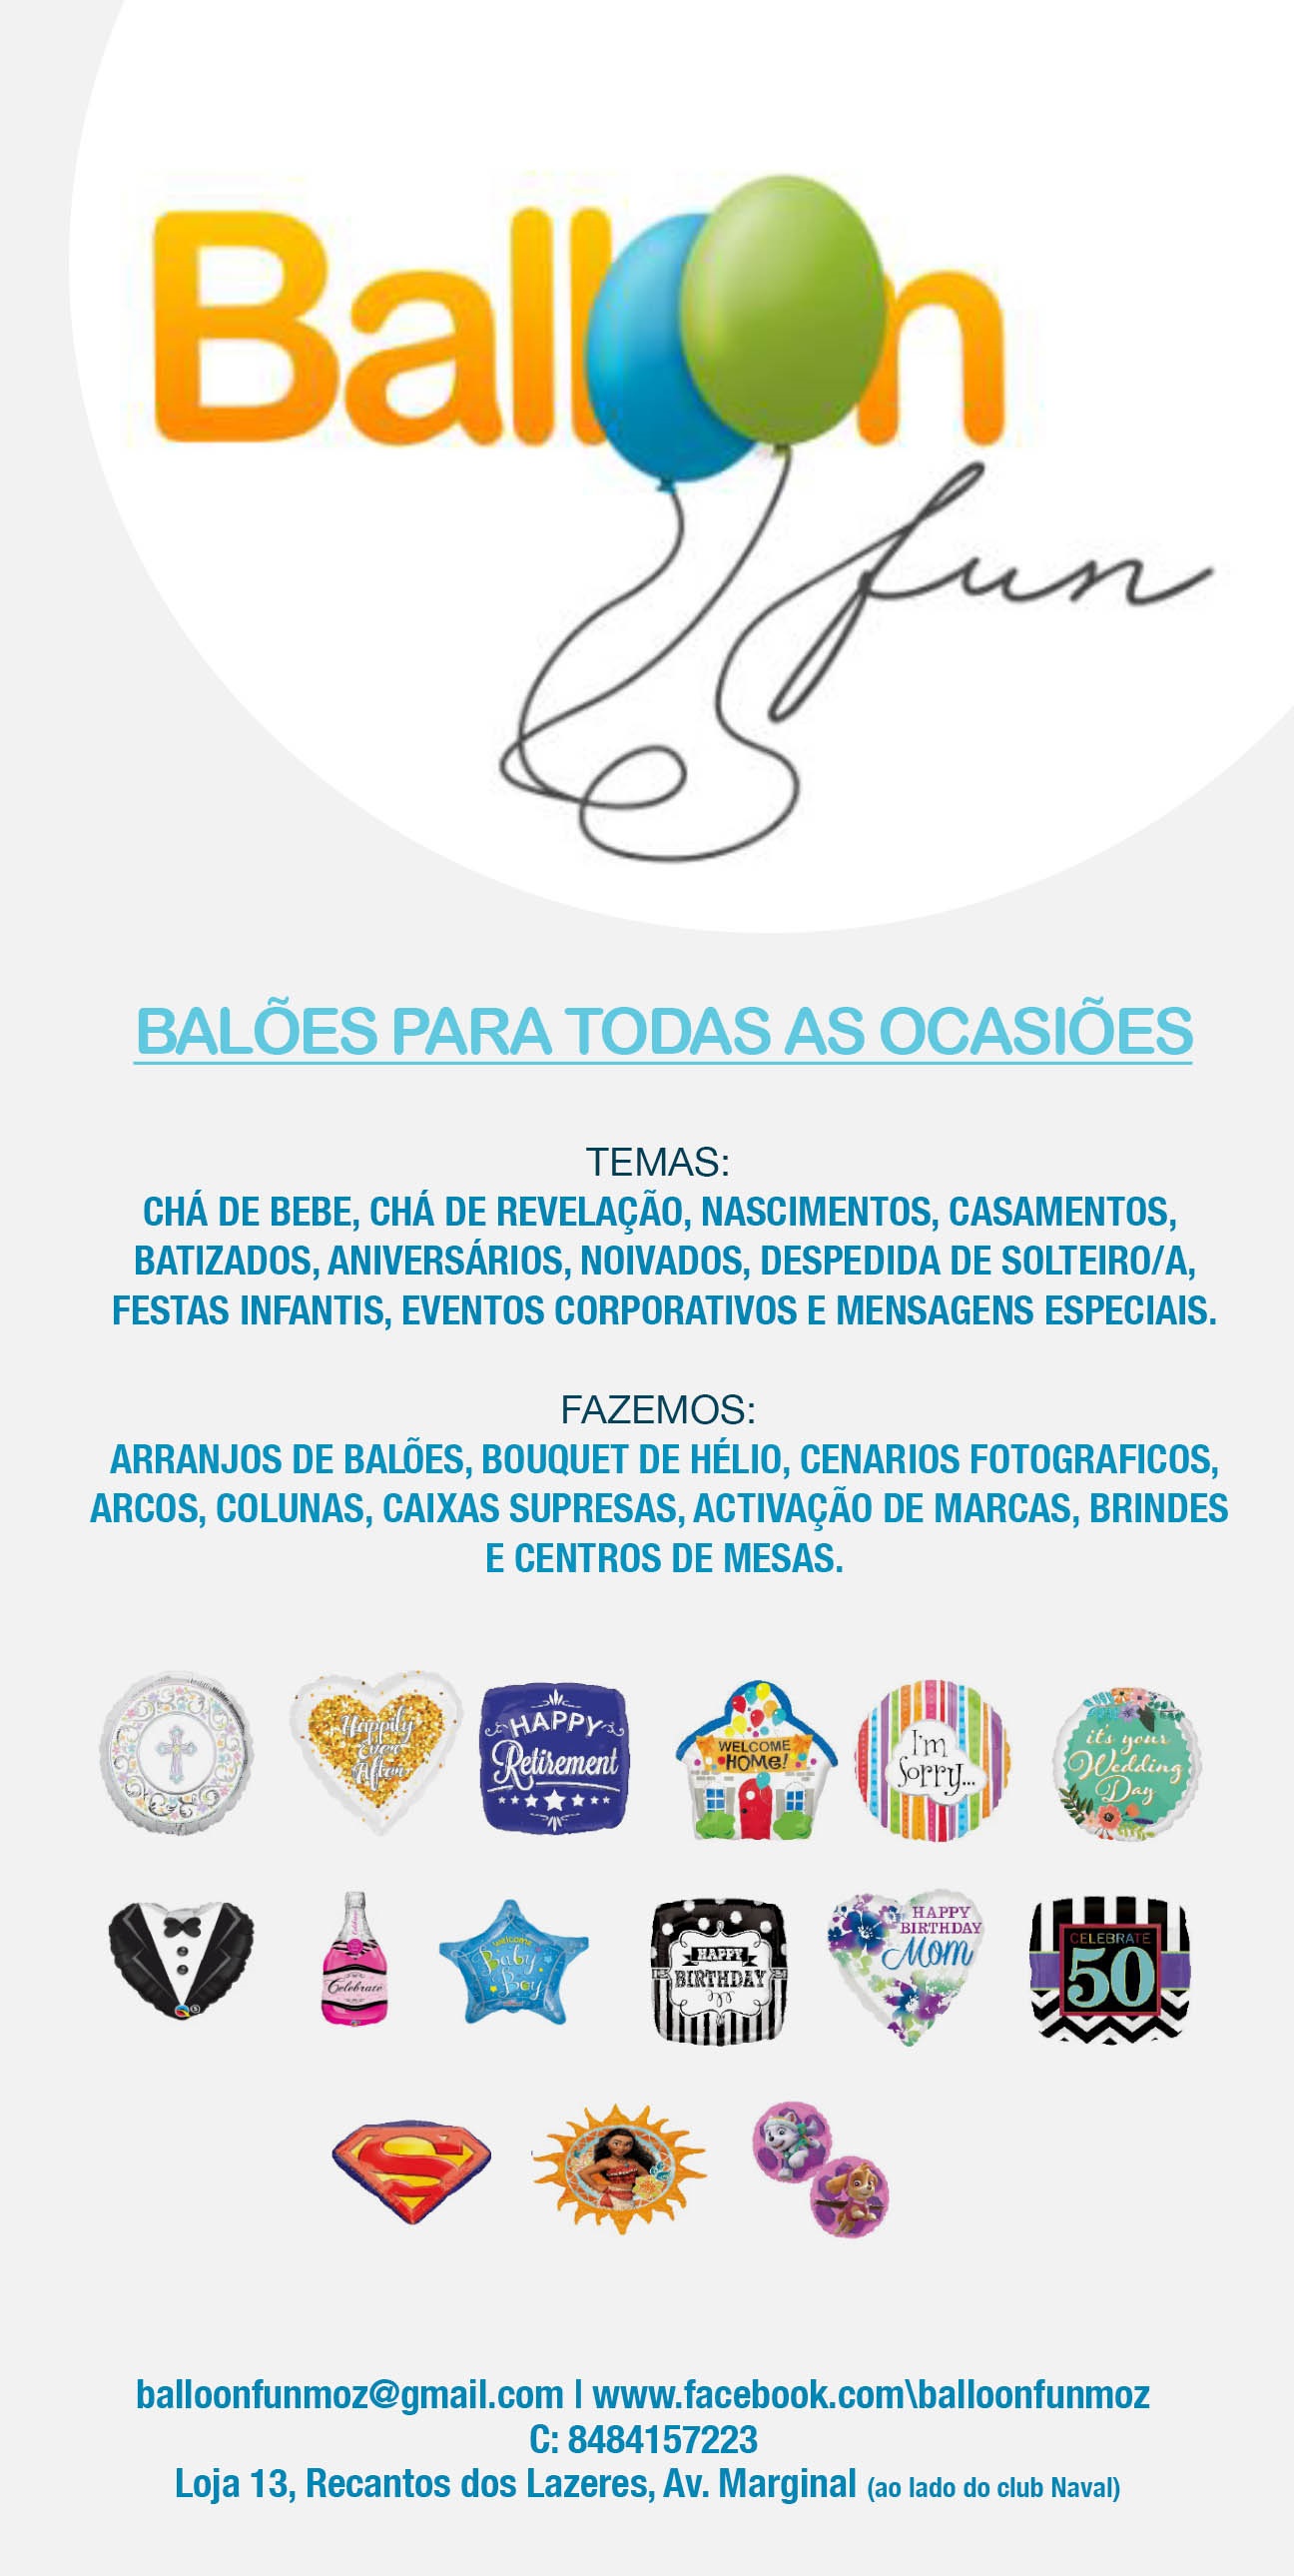 Balloon
fun
BALÕES PARA TODAS AS OCASIÕES
TEMAS:
CHÁ DE BEBE, CHÁ DE REVELAÇÃO, NASCIMENTOS, CASAMENTOS,
BATIZADOS, ANIVERSÁRIOS, NOIVADOS, DESPEDIDA DE SOLTEIRO/A,
FESTAS INFANTIS, EVENTOS CORPORATIVOS E MENSAGENS ESPECIAIS.
FAZEMOS:
ARRANJOS DE BALÕES, BOUQUET DE HÉLIO, CENARIOS FOTOGRAFICOS,
ARCOS, COLUNAS, CAIXAS SUPRESAS, ACTIVAÇÃO DE MARCAS, BRINDES
E CENTROS DE MESAS.
Happily
Ever
After
HAPPY
Retirement
WELCOME
HOME!
I'm
Sorry...
it's your
Wedding
Day
Celebrate
WELCOME
Baby
Boy
HAPPY
BIRTHDAY
HAPPY
BIRTHDAY
Mom
CELEBRATE
50
S
balloonfunmoz@gmail.com | www.facebook.com\balloonfunmoz
C: 8484157223
Loja 13, Recantos dos Lazeres, Av. Marginal (ao lado do club Naval)